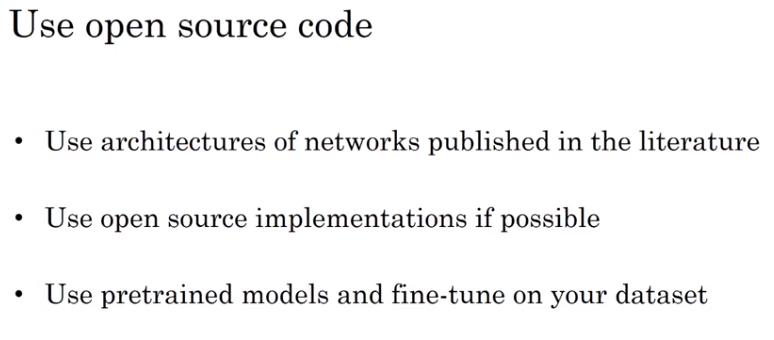 Use open source code
• Use architectures of networks published in the literature
• Use open source implementations if possible
• Use pretrained models and fine-tune on your dataset